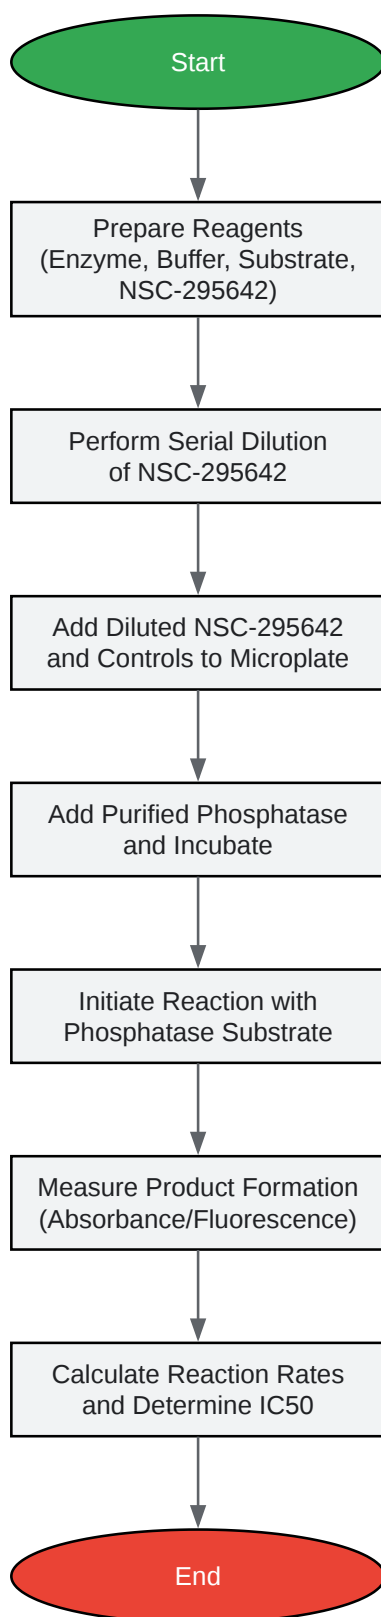 Start
Prepare Reagents
(Enzyme, Buffer, Substrate,
NSC-295642)
Perform Serial Dilution
of NSC-295642
Add Diluted NSC-295642
and Controls to Microplate
Add Purified Phosphatase
and Incubate
Initiate Reaction with
Phosphatase Substrate
Measure Product Formation
(Absorbance/Fluorescence)
Calculate Reaction Rates
and Determine IC50
End